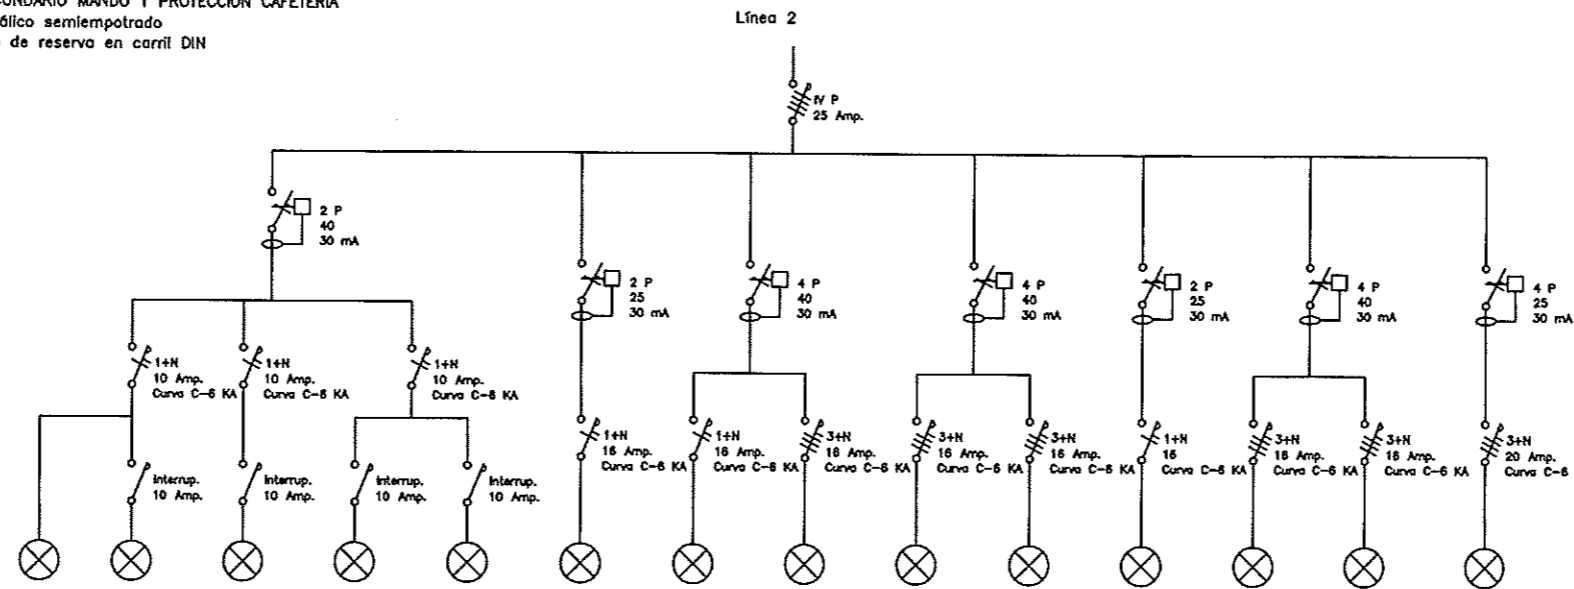 MANDO Y PROTECCION CAFETERIA
semiempotrado
de reserva en carril DIN
Línea 2
IV P
25 Amp.
2 P
40
30 mA
2 P
25
30 mA
4 P
40
30 mA
4 P
40
30 mA
2 P
25
30 mA
4 P
40
30 mA
4 P
25
30 mA
1+N
10 Amp.
Curva C-6 KA
1+N
10 Amp.
Curva C-6 KA
1+N
10 Amp.
Curva C-6 KA
1+N
16 Amp.
Curva C-6 KA
1+N
16 Amp.
Curva C-6 KA
3+N
16 Amp.
Curva C-6 KA
3+N
16 Amp.
Curva C-6 KA
3+N
16 Amp.
Curva C-6 KA
1+N
16
Curva C-6 KA
3+N
16 Amp.
Curva C-6 KA
3+N
16 Amp.
Curva C-6 KA
3+N
20 Amp.
Curva C-6
Interrup.
10 Amp.
Interrup.
10 Amp.
Interrup.
10 Amp.
Interrup.
10 Amp.